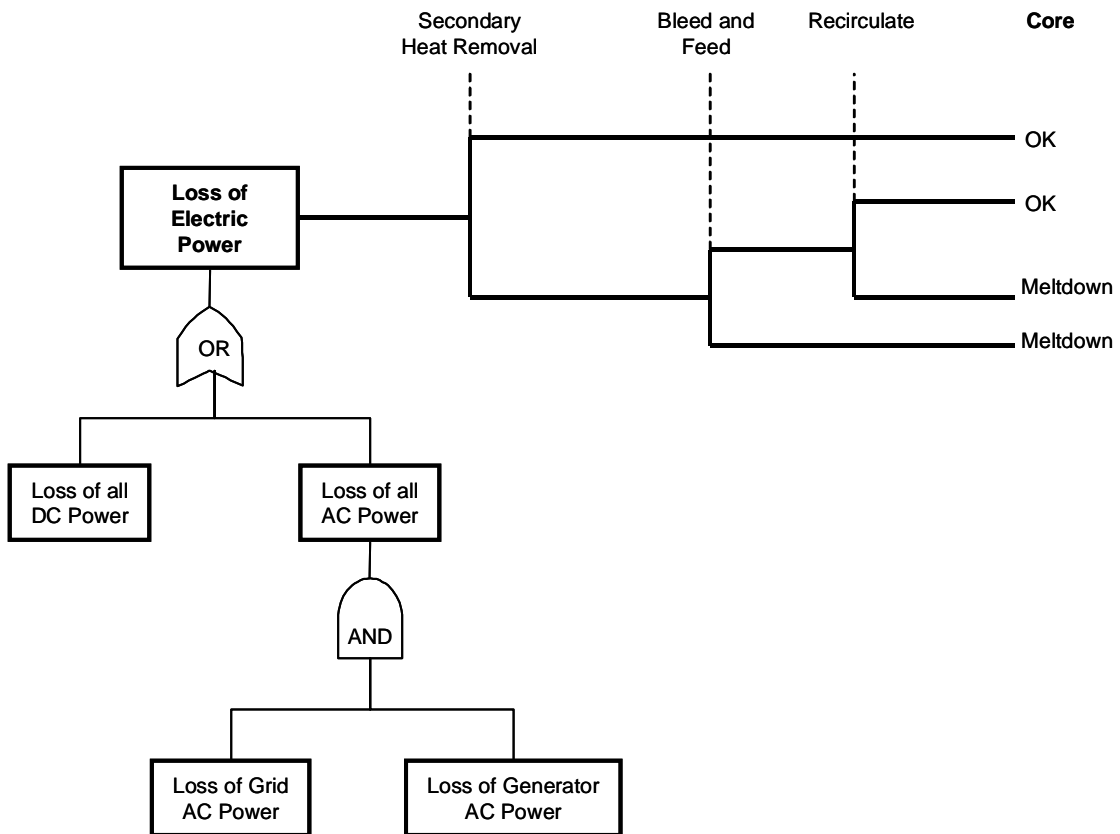 Secondary
Heat Removal
Bleed and
Feed
Recirculate
Core
OK
OK
Meltdown
Meltdown
Loss of
Electric
Power
OR
Loss of all
DC Power
Loss of all
AC Power
AND
Loss of Grid
AC Power
Loss of Generator
AC Power